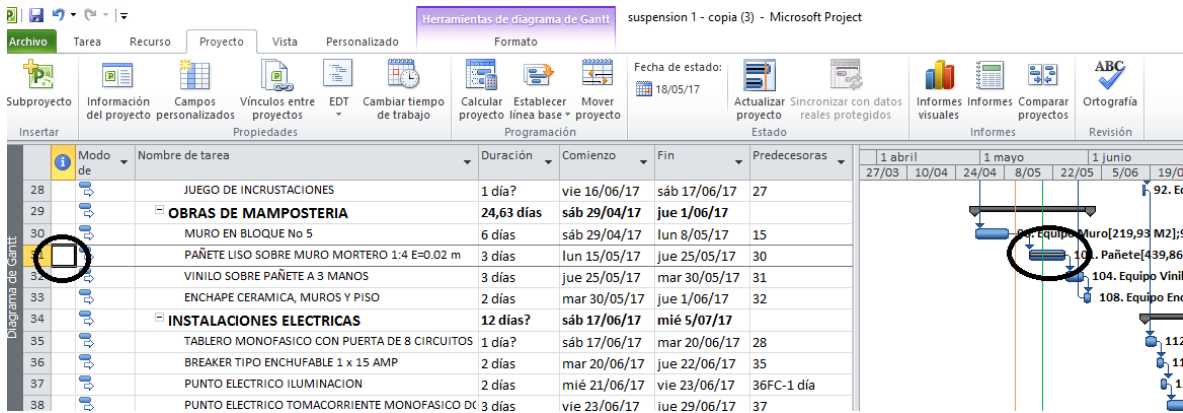 Herramientas de diagrama de Gantt suspension 1 - copia (3) - Microsoft Project
Archivo Tarea Recurso Proyecto Vista Personalizado Formato
Subproyecto
Información del proyecto
Campos personalizados
Vínculos entre proyectos
EDT
Cambiar tiempo de trabajo
Calcular proyecto
Establecer línea base
Mover proyecto
Fecha de estado:
18/05/17
Actualizar proyecto
Sincronizar con datos reales protegidos
Informes visuales
Informes
Comparar proyectos
ABC
Ortografía
Insertar Propiedades Programación Estado Informes Revisión
Modo de Nombre de tarea Duración Comienzo Fin Predecesoras
1 abril 1 mayo 1 junio
27/03 10/04 24/04 8/05 22/05 5/06 19/0
28 JUEGO DE INCRUSTACIONES 1 día? vie 16/06/17 sáb 17/06/17 27 92. Eq
29 OBRAS DE MAMPOSTERIA 24,63 días sáb 29/04/17 jue 1/06/17
30 MURO EN BLOQUE No 5 6 días sáb 29/04/17 lun 8/05/17 15 Equipo Muro[219,93 M2];9
31 PAÑETE LISO SOBRE MURO MORTERO 1:4 E=0.02 m 3 días lun 15/05/17 jue 25/05/17 30 Pañete[439,86
32 VINILO SOBRE PAÑETE A 3 MANOS 3 días jue 25/05/17 mar 30/05/17 31 104. Equipo Vinil
33 ENCHAPE CERAMICA, MUROS Y PISO 2 días mar 30/05/17 jue 1/06/17 32 108. Equipo Enc
34 INSTALACIONES ELECTRICAS 12 días? sáb 17/06/17 mié 5/07/17
35 TABLERO MONOFASICO CON PUERTA DE 8 CIRCUITOS 1 día? sáb 17/06/17 mar 20/06/17 28 112
36 BREAKER TIPO ENCHUFABLE 1 x 15 AMP 2 días mar 20/06/17 jue 22/06/17 35 11
37 PUNTO ELECTRICO ILUMINACION 2 días mié 21/06/17 vie 23/06/17 36FC-1 día
38 PUNTO ELECTRICO TOMACORRIENTE MONOFASICO DO 3 días vie 23/06/17 jue 29/06/17 37
Diagrama de Gantt